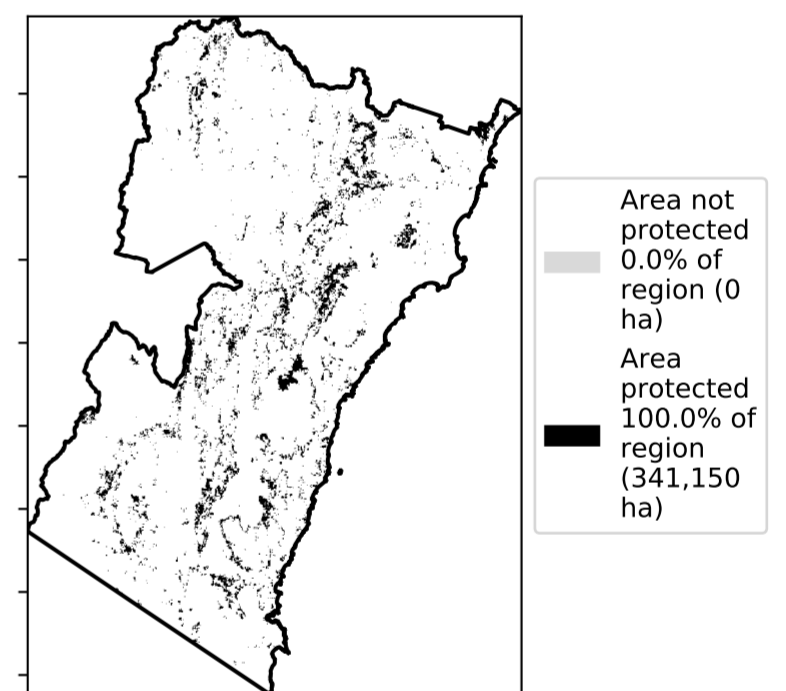 Area not
protected
0.0% of
region (0
ha)
Area
protected
100.0% of
region
(341,150
ha)